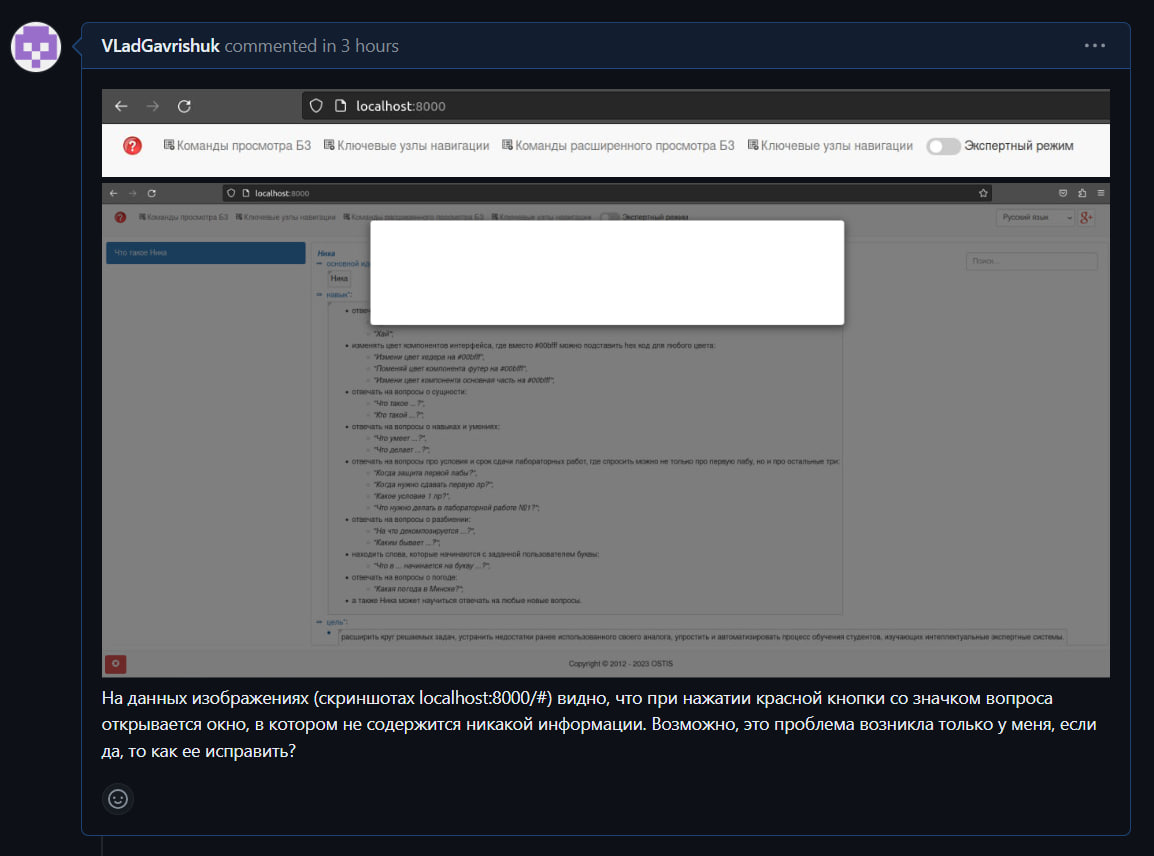 VLadGavrishuk commented in 3 hours
localhost:8000
Команды просмотра БЗ Ключевые узлы навигации Команды расширенного просмотра БЗ Ключевые узлы навигации Экспертный режим
localhost:8000
Команды просмотра БЗ Ключевые узлы навигации Команды расширенного просмотра БЗ Ключевые узлы навигации Экспертный режим Русский язык
Что такое Ника
Ника
основной ид
Поиск...
Ника
навык*:
отвеч
"Хай";
изменять цвет компонентов интерфейса, где вместо #00bfff можно подставить hex код для любого цвета:
"Измени цвет хедера на #00bfff",
"Поменяй цвет компонента футер на #00bfff".
"Измени цвет компонента основная часть на #00bfff",
отвечать на вопросы о сущности:
"Что такое ...?",
"Кто такой ...?";
отвечать на вопросы о навыках и умениях:
"Что умеет ...?",
"Что делает ...?";
отвечать на вопросы про условия и срок сдачи лабораторных работ, где спросить можно не только про первую лабу, но и про остальные три:
"Когда защита первой лабы?",
"Когда нужно сдавать первую лр?",
"Какое условие 1 лр?",
"Что нужно делать в лабораторной работе №1?";
отвечать на вопросы о разбиении:
"На что декомпозируется ...?",
"Каким бывает ...?";
находить слова, которые начинаются с заданной пользователем буквы:
"Что в ... начинается на букву ...?";
отвечать на вопросы о погоде:
"Какая погода в Минске?";
а также Ника может научиться отвечать на любые новые вопросы.
цель*:
расширить круг решаемых задач, устранить недостатки ранее использованного своего аналога, упростить и автоматизировать процесс обучения студентов, изучающих интеллектуальные экспертные системы.
Copyright © 2012 - 2023 OSTIS
На данных изображениях (скриншотах localhost:8000/#) видно, что при нажатии красной кнопки со значком вопроса
открывается окно, в котором не содержится никакой информации. Возможно, это проблема возникла только у меня, если
да, то как ее исправить?